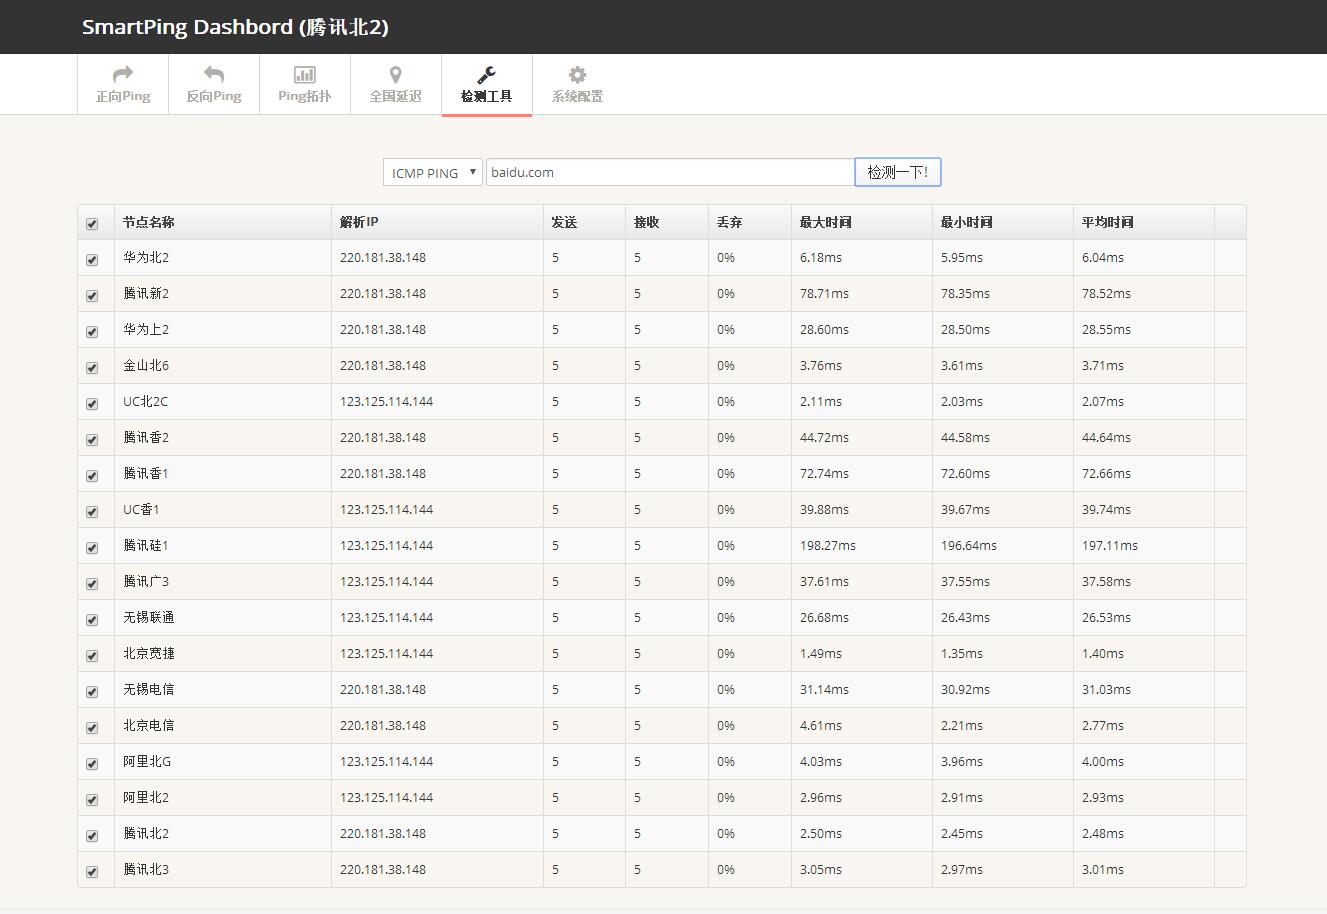 SmartPing Dashbord (腾讯北2)
正向Ping 反向Ping Ping拓扑 全国延迟 检测工具 系统配置
ICMP PING baidu.com 检测一下!
节点名称 解析IP 发送 接收 丢弃 最大时间 最小时间 平均时间
华为北2 220.181.38.148 5 5 0% 6.18ms 5.95ms 6.04ms
腾讯新2 220.181.38.148 5 5 0% 78.71ms 78.35ms 78.52ms
华为上2 220.181.38.148 5 5 0% 28.60ms 28.50ms 28.55ms
金山北6 220.181.38.148 5 5 0% 3.76ms 3.61ms 3.71ms
UC北2C 123.125.114.144 5 5 0% 2.11ms 2.03ms 2.07ms
腾讯香2 220.181.38.148 5 5 0% 44.72ms 44.58ms 44.64ms
腾讯香1 220.181.38.148 5 5 0% 72.74ms 72.60ms 72.66ms
UC香1 123.125.114.144 5 5 0% 39.88ms 39.67ms 39.74ms
腾讯硅1 123.125.114.144 5 5 0% 198.27ms 196.64ms 197.11ms
腾讯广3 123.125.114.144 5 5 0% 37.61ms 37.55ms 37.58ms
无锡联通 123.125.114.144 5 5 0% 26.68ms 26.43ms 26.53ms
北京宽捷 123.125.114.144 5 5 0% 1.49ms 1.35ms 1.40ms
无锡电信 220.181.38.148 5 5 0% 31.14ms 30.92ms 31.03ms
北京电信 220.181.38.148 5 5 0% 4.61ms 2.21ms 2.77ms
阿里北G 123.125.114.144 5 5 0% 4.03ms 3.96ms 4.00ms
阿里北2 123.125.114.144 5 5 0% 2.96ms 2.91ms 2.93ms
腾讯北2 220.181.38.148 5 5 0% 2.50ms 2.45ms 2.48ms
腾讯北3 220.181.38.148 5 5 0% 3.05ms 2.97ms 3.01ms